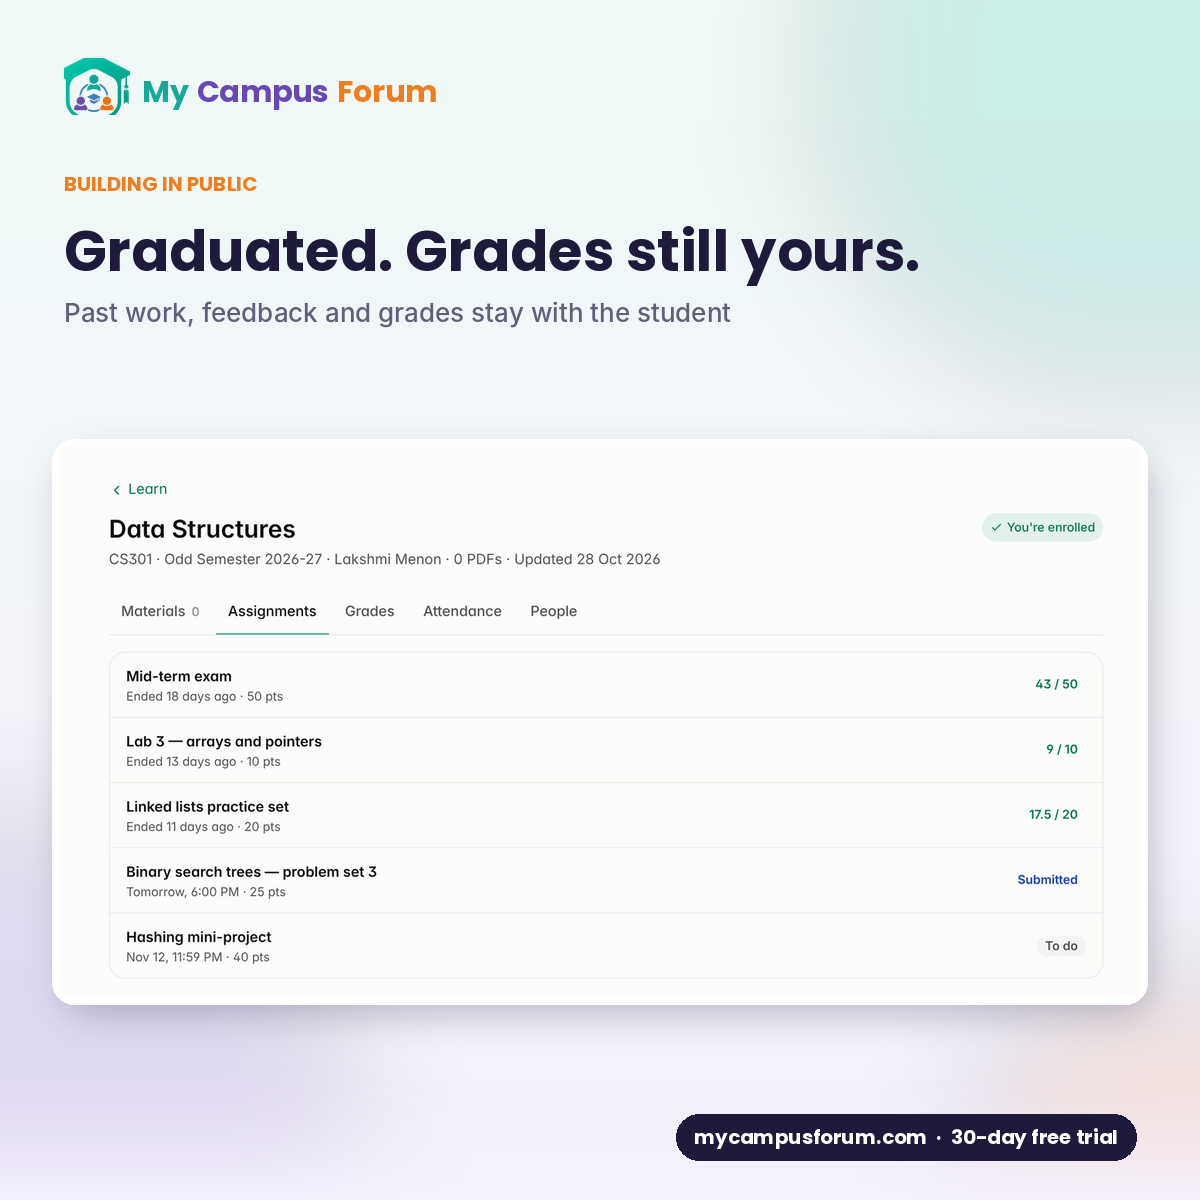 My Campus Forum
BUILDING IN PUBLIC
Graduated. Grades still yours.
Past work, feedback and grades stay with the student
Learn
Data Structures
You're enrolled
CS301 · Odd Semester 2026-27 · Lakshmi Menon · 0 PDFs · Updated 28 Oct 2026
Materials 0 Assignments Grades Attendance People
Mid-term exam
Ended 18 days ago · 50 pts
43 / 50
Lab 3 — arrays and pointers
Ended 13 days ago · 10 pts
9 / 10
Linked lists practice set
Ended 11 days ago · 20 pts
17.5 / 20
Binary search trees — problem set 3
Tomorrow, 6:00 PM · 25 pts
Submitted
Hashing mini-project
Nov 12, 11:59 PM · 40 pts
To do
mycampusforum.com · 30-day free trial